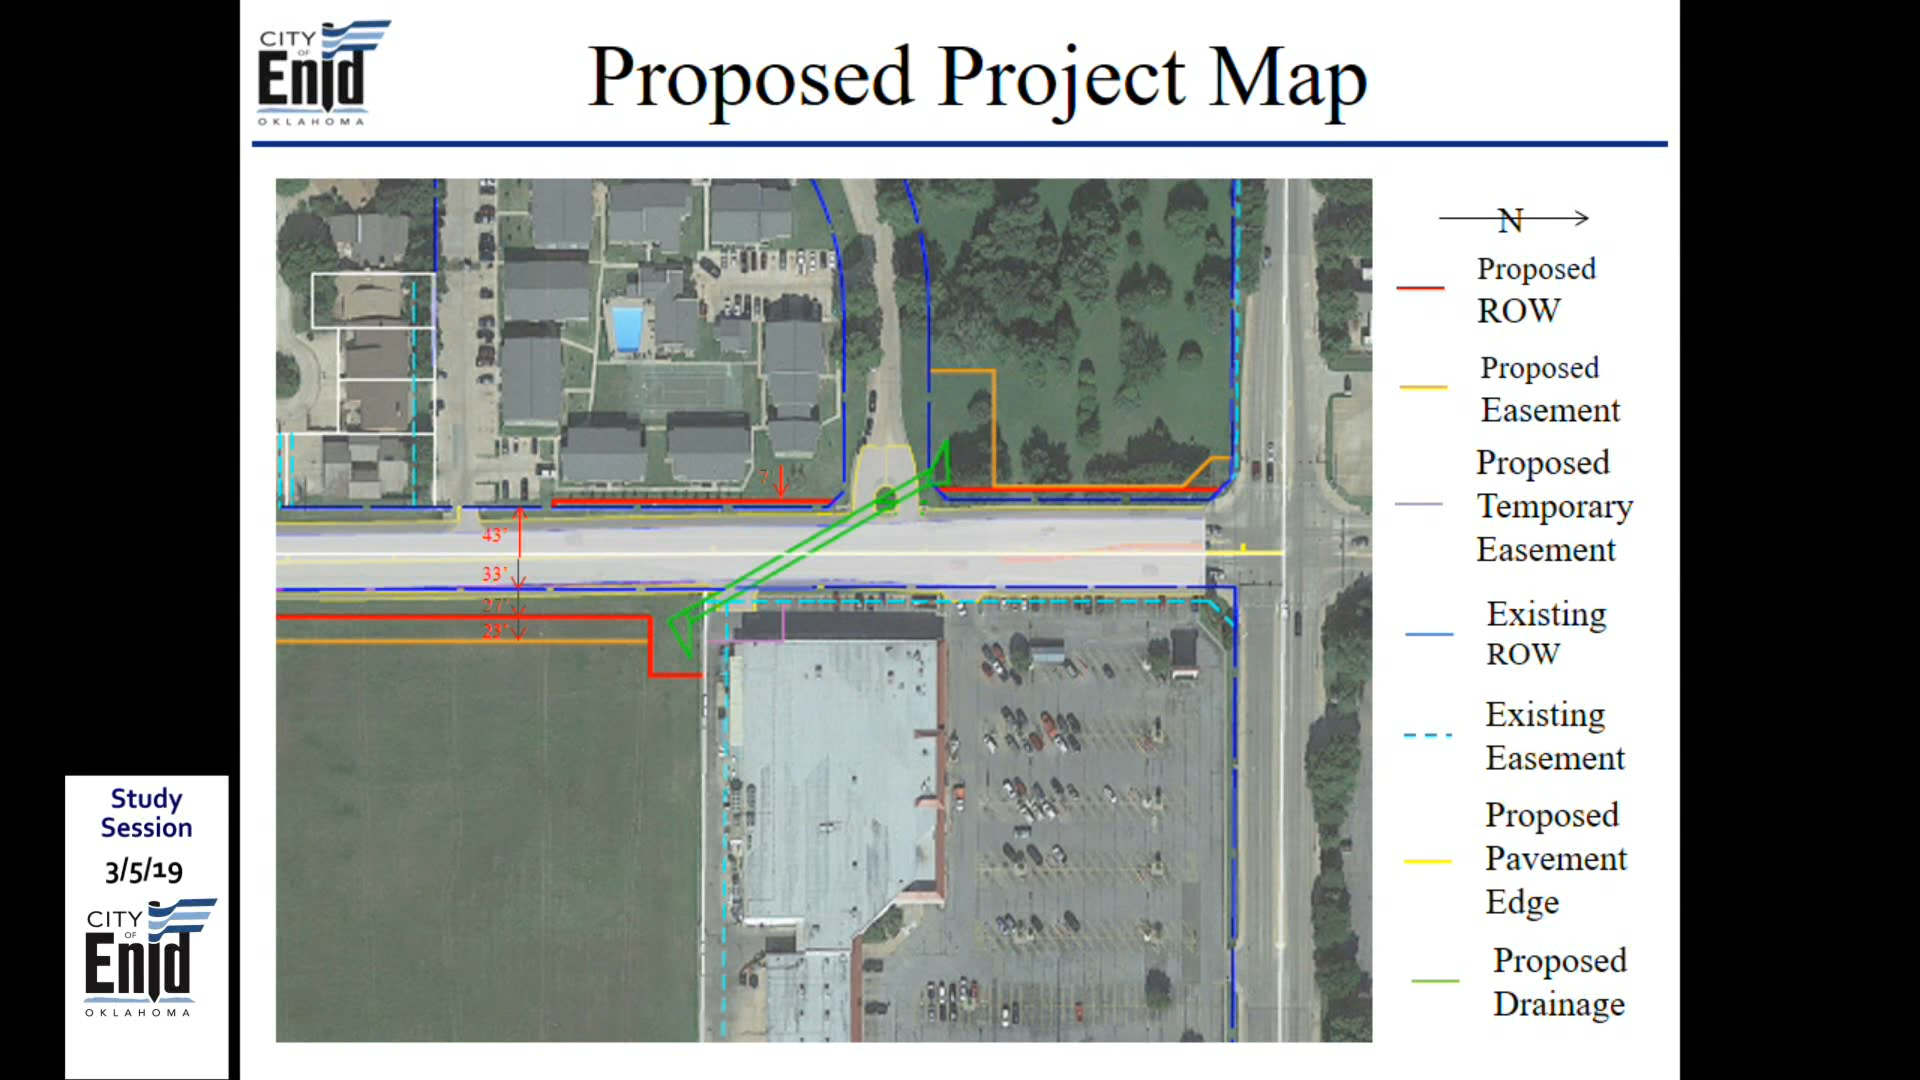 CITY
OF
Enid
OKLAHOMA
Proposed Project Map
N
Proposed
ROW
Proposed
Easement
Proposed
Temporary
Easement
Existing
ROW
Existing
Easement
Proposed
Pavement
Edge
Proposed
Drainage
7'
43'
33'
27'
23'
Study
Session
3/5/19
CITY
OF
Enid
OKLAHOMA